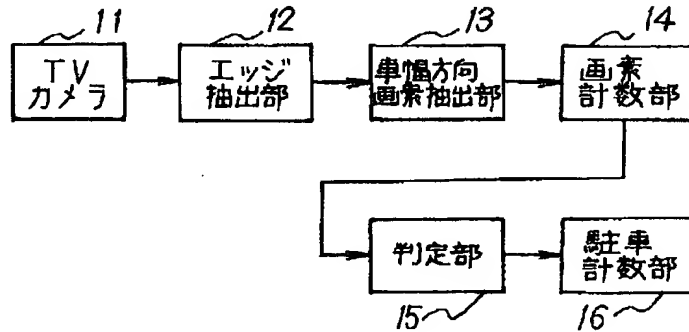 11
TV
カメラ
12
エッジ
抽出部
13
車幅方向
画素抽出部
14
画素
計数部
判定部
15
駐車
計数部
16